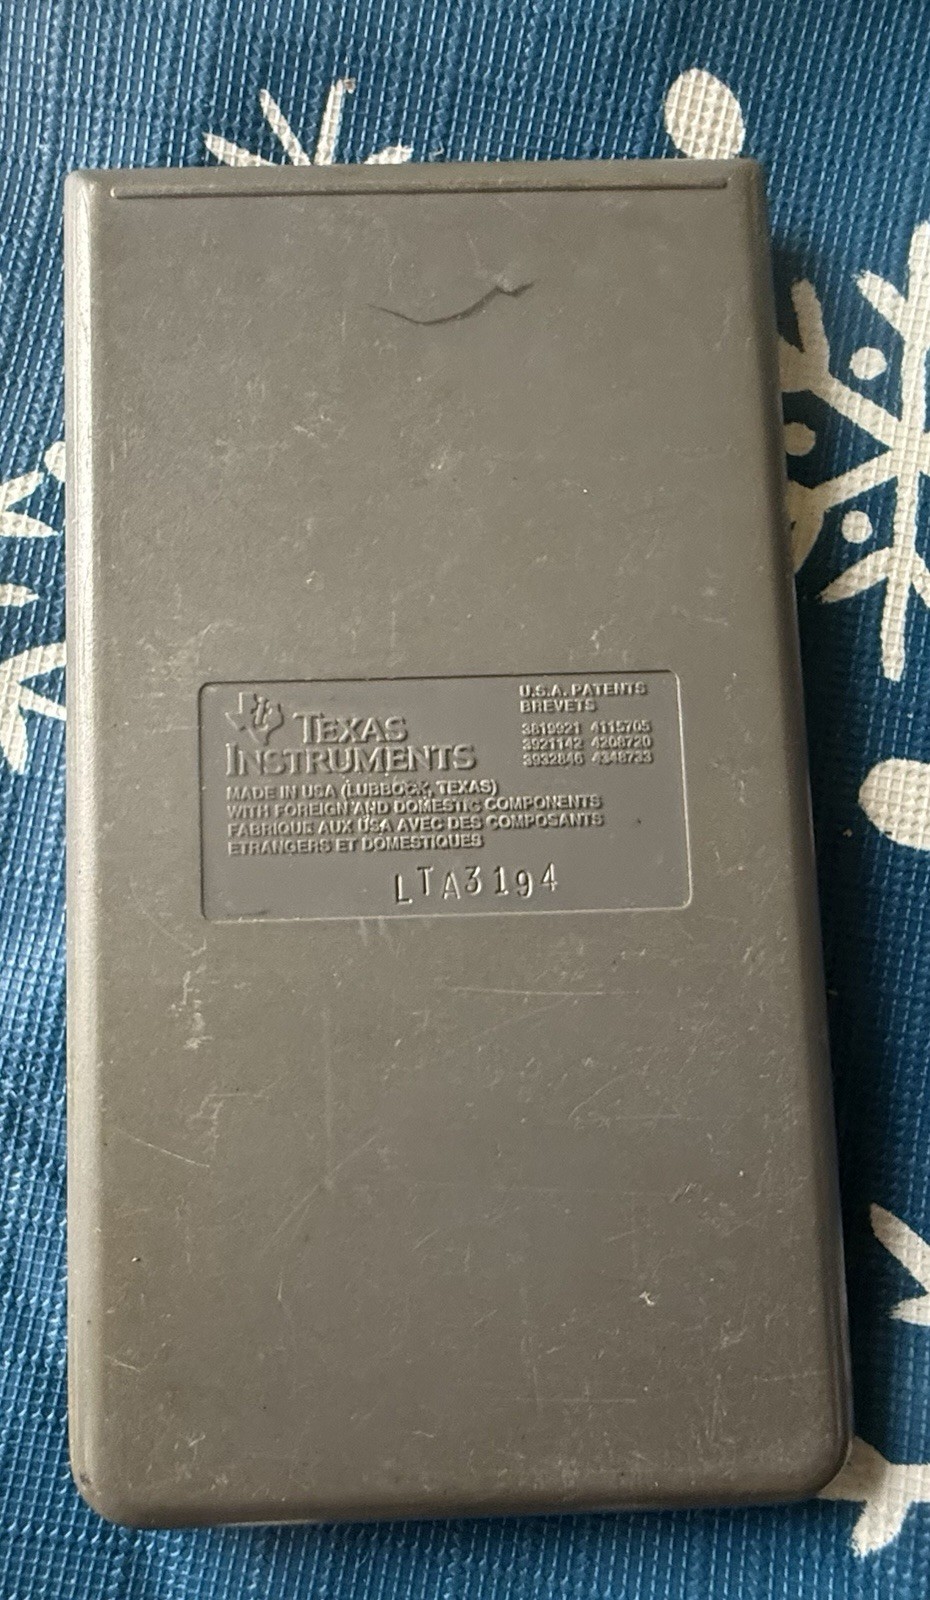 TEXAS
INSTRUMENTS
MADE IN USA (LUBBOCK, TEXAS)
WITH FOREIGN AND DOMESTIC COMPONENTS
FABRIQUE AUX USA AVEC DES COMPOSANTS
ETRANGERS ET DOMESTIQUES
U.S.A. PATENTS
BREVETS
3819921 4115705
3921142 4208720
3932846 4348733
LTA3194